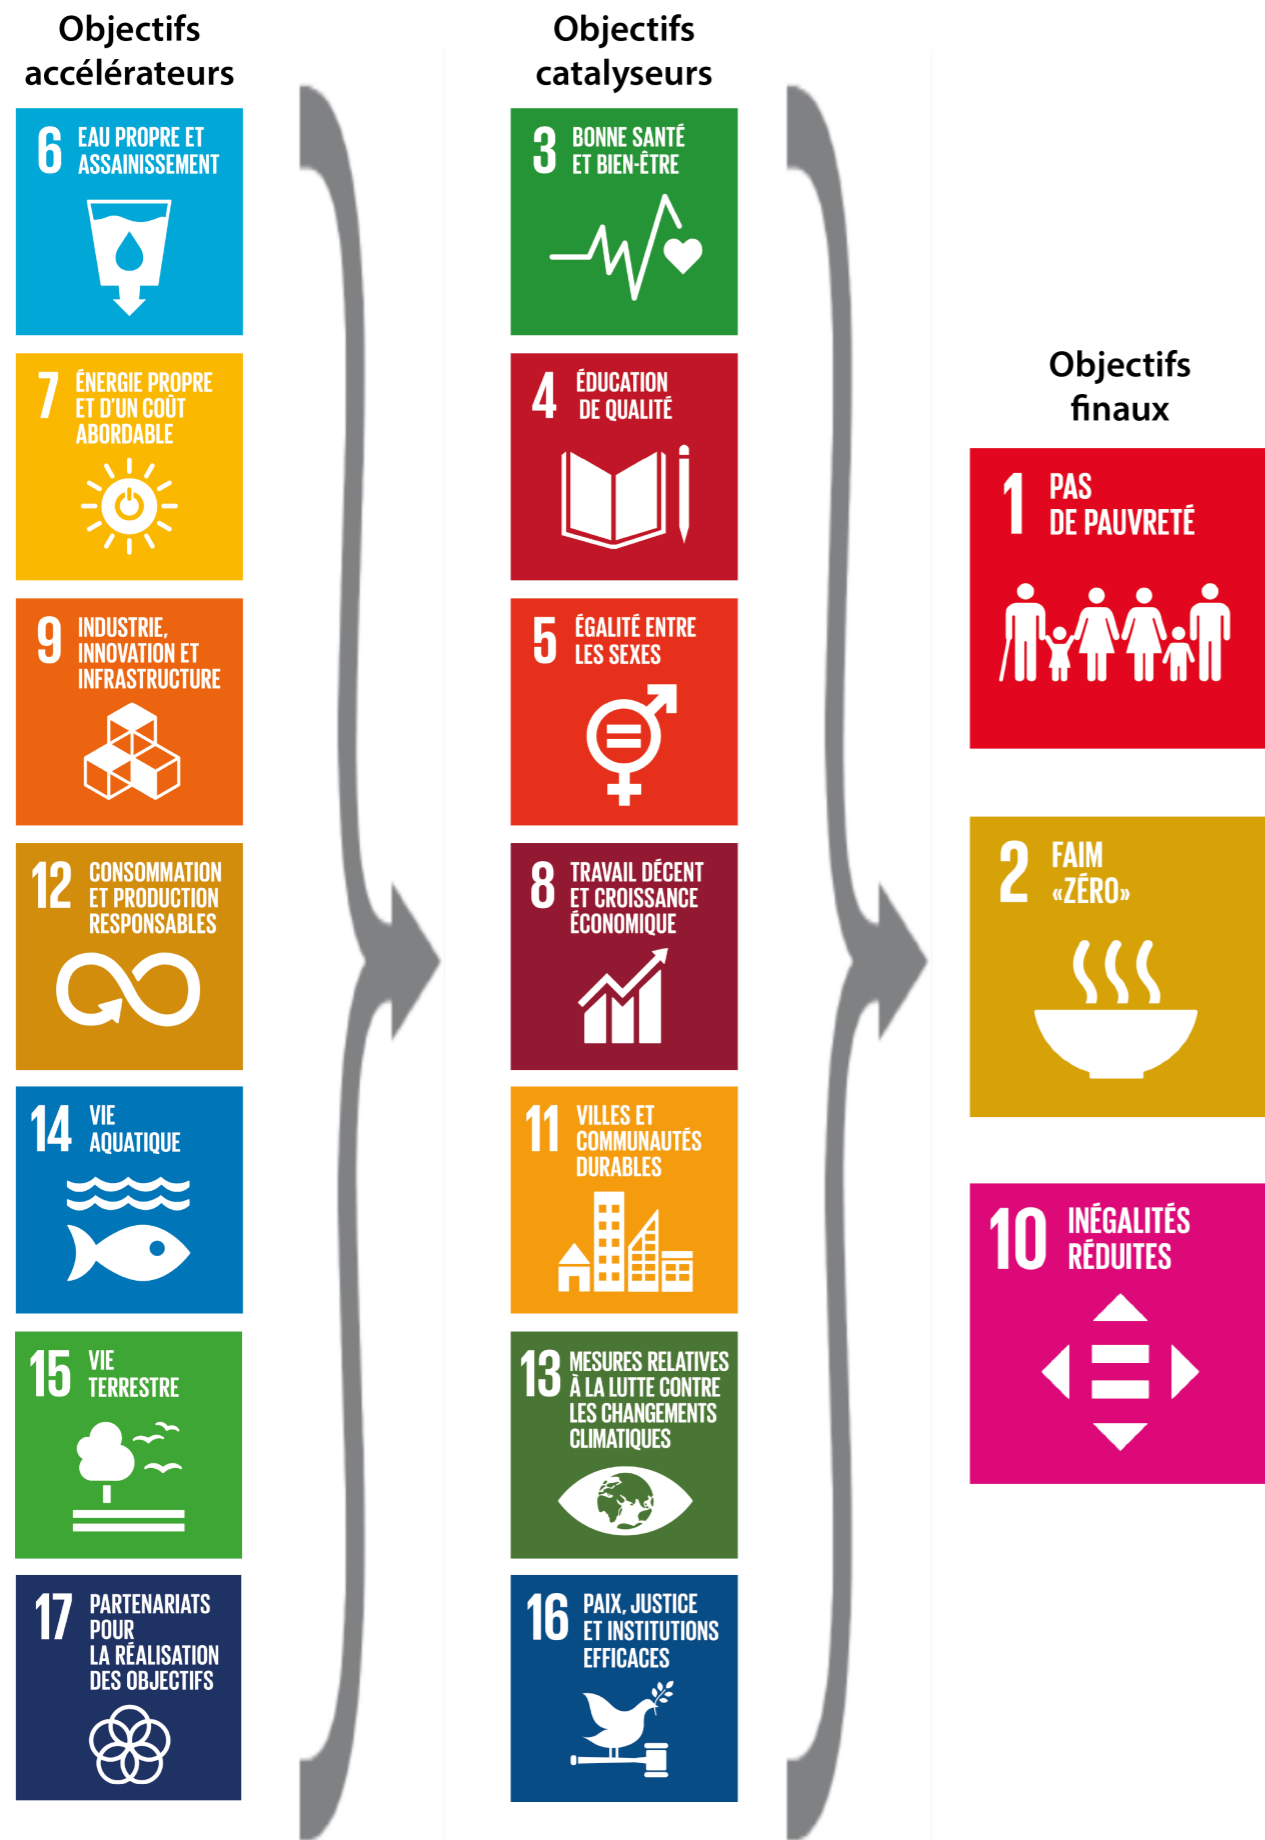 Objectifs
accélérateurs
6 EAU PROPRE ET
ASSAINISSEMENT
7 ÉNERGIE PROPRE
ET D'UN COÛT
ABORDABLE
9 INDUSTRIE,
INNOVATION ET
INFRASTRUCTURE
12 CONSOMMATION
ET PRODUCTION
RESPONSABLES
14 VIE
AQUATIQUE
15 VIE
TERRESTRE
17 PARTENARIATS
POUR
LA RÉALISATION
DES OBJECTIFS
Objectifs
catalyseurs
3 BONNE SANTÉ
ET BIEN-ÊTRE
4 ÉDUCATION
DE QUALITÉ
5 ÉGALITÉ ENTRE
LES SEXES
8 TRAVAIL DÉCENT
ET CROISSANCE
ÉCONOMIQUE
11 VILLES ET
COMMUNAUTÉS
DURABLES
13 MESURES RELATIVES
À LA LUTTE CONTRE
LES CHANGEMENTS
CLIMATIQUES
16 PAIX, JUSTICE
ET INSTITUTIONS
EFFICACES
Objectifs
finaux
1 PAS
DE PAUVRETÉ
2 FAIM
«ZÉRO»
10 INÉGALITÉS
RÉDUITES